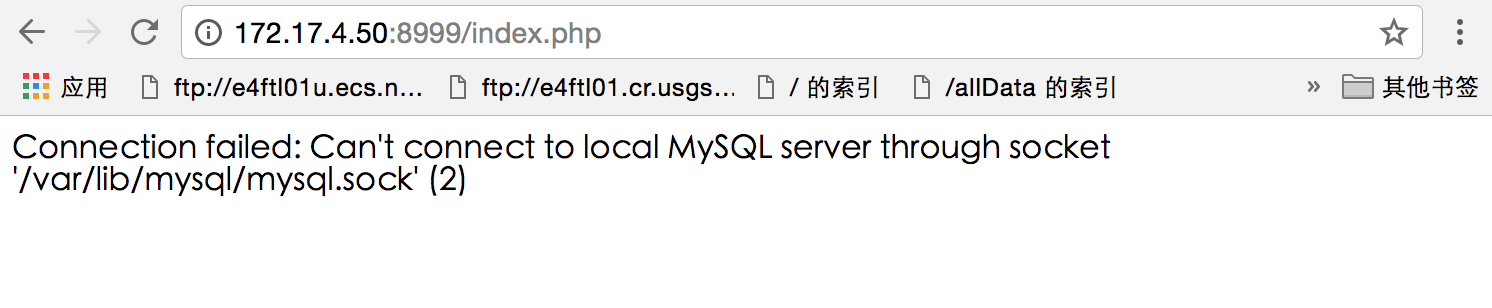 172.17.4.50:8999/index.php
应用 ftp://e4ftl01u.ecs.n... ftp://e4ftl01.cr.usgs... / 的索引 /allData 的索引 » 其他书签
Connection failed: Can't connect to local MySQL server through socket
'/var/lib/mysql/mysql.sock' (2)